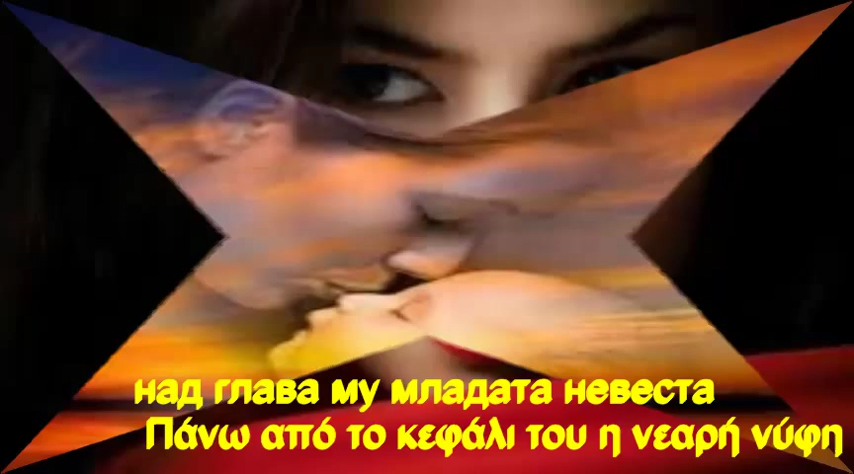 над глава му младата невеста
Πάνω από το κεφάλι του η νεαρή νύφη